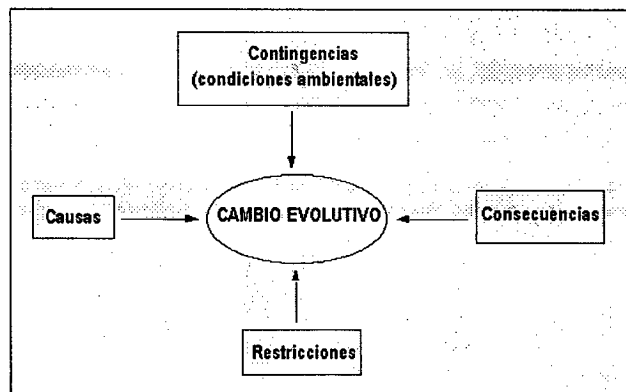 Contingencias
(condiciones ambientales)
Causas
CAMBIO EVOLUTIVO
Consecuencias
Restricciones